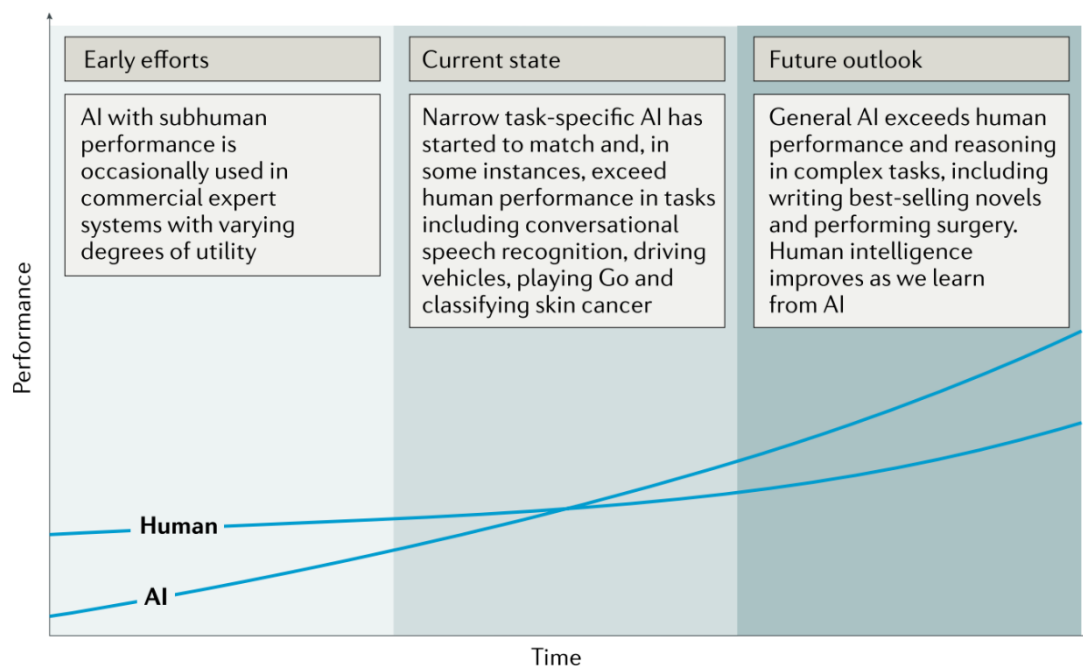 Early efforts
AI with subhuman
performance is
occasionally used in
commercial expert
systems with varying
degrees of utility
Current state
Narrow task-specific AI has
started to match and, in
some instances, exceed
human performance in tasks
including conversational
speech recognition, driving
vehicles, playing Go and
classifying skin cancer
Future outlook
General AI exceeds human
performance and reasoning
in complex tasks, including
writing best-selling novels
and performing surgery.
Human intelligence
improves as we learn
from AI
Performance
Human
AI
Time